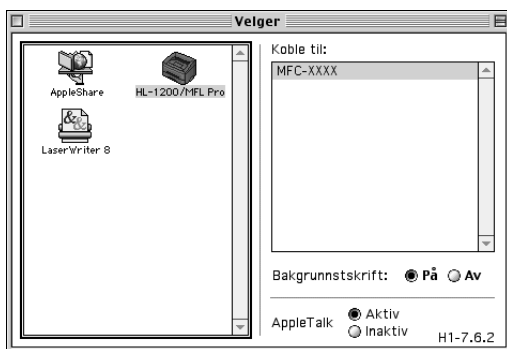 Velger
AppleShare
HL-1200/MFL Pro
LaserWriter 8
Koble til:
MFC-XXXX
Bakgrunnstskrift: På Av
AppleTalk
Aktiv
Inaktiv
H1-7.6.2